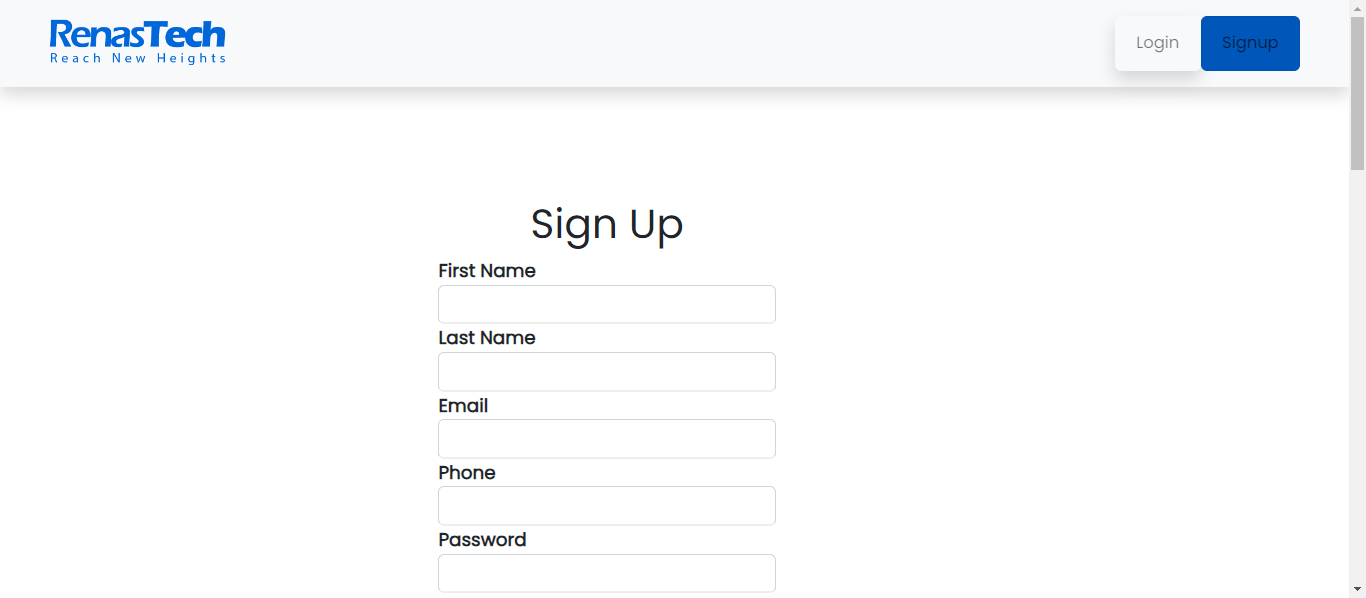 RenasTech
Reach New Heights
Login
Signup
Sign Up
First Name
Last Name
Email
Phone
Password